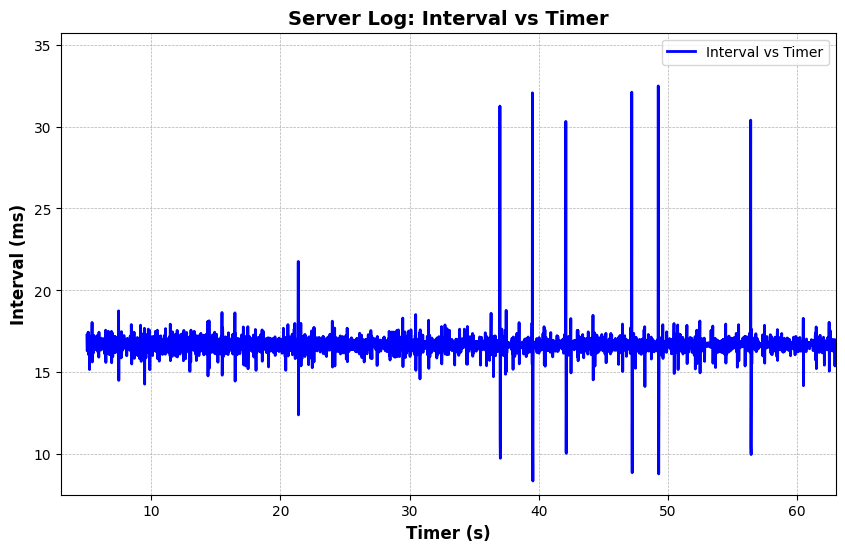 Server Log: Interval vs Timer
Interval vs Timer
35
30
25
20
15
10
Interval (ms)
10 20 30 40 50 60
Timer (s)